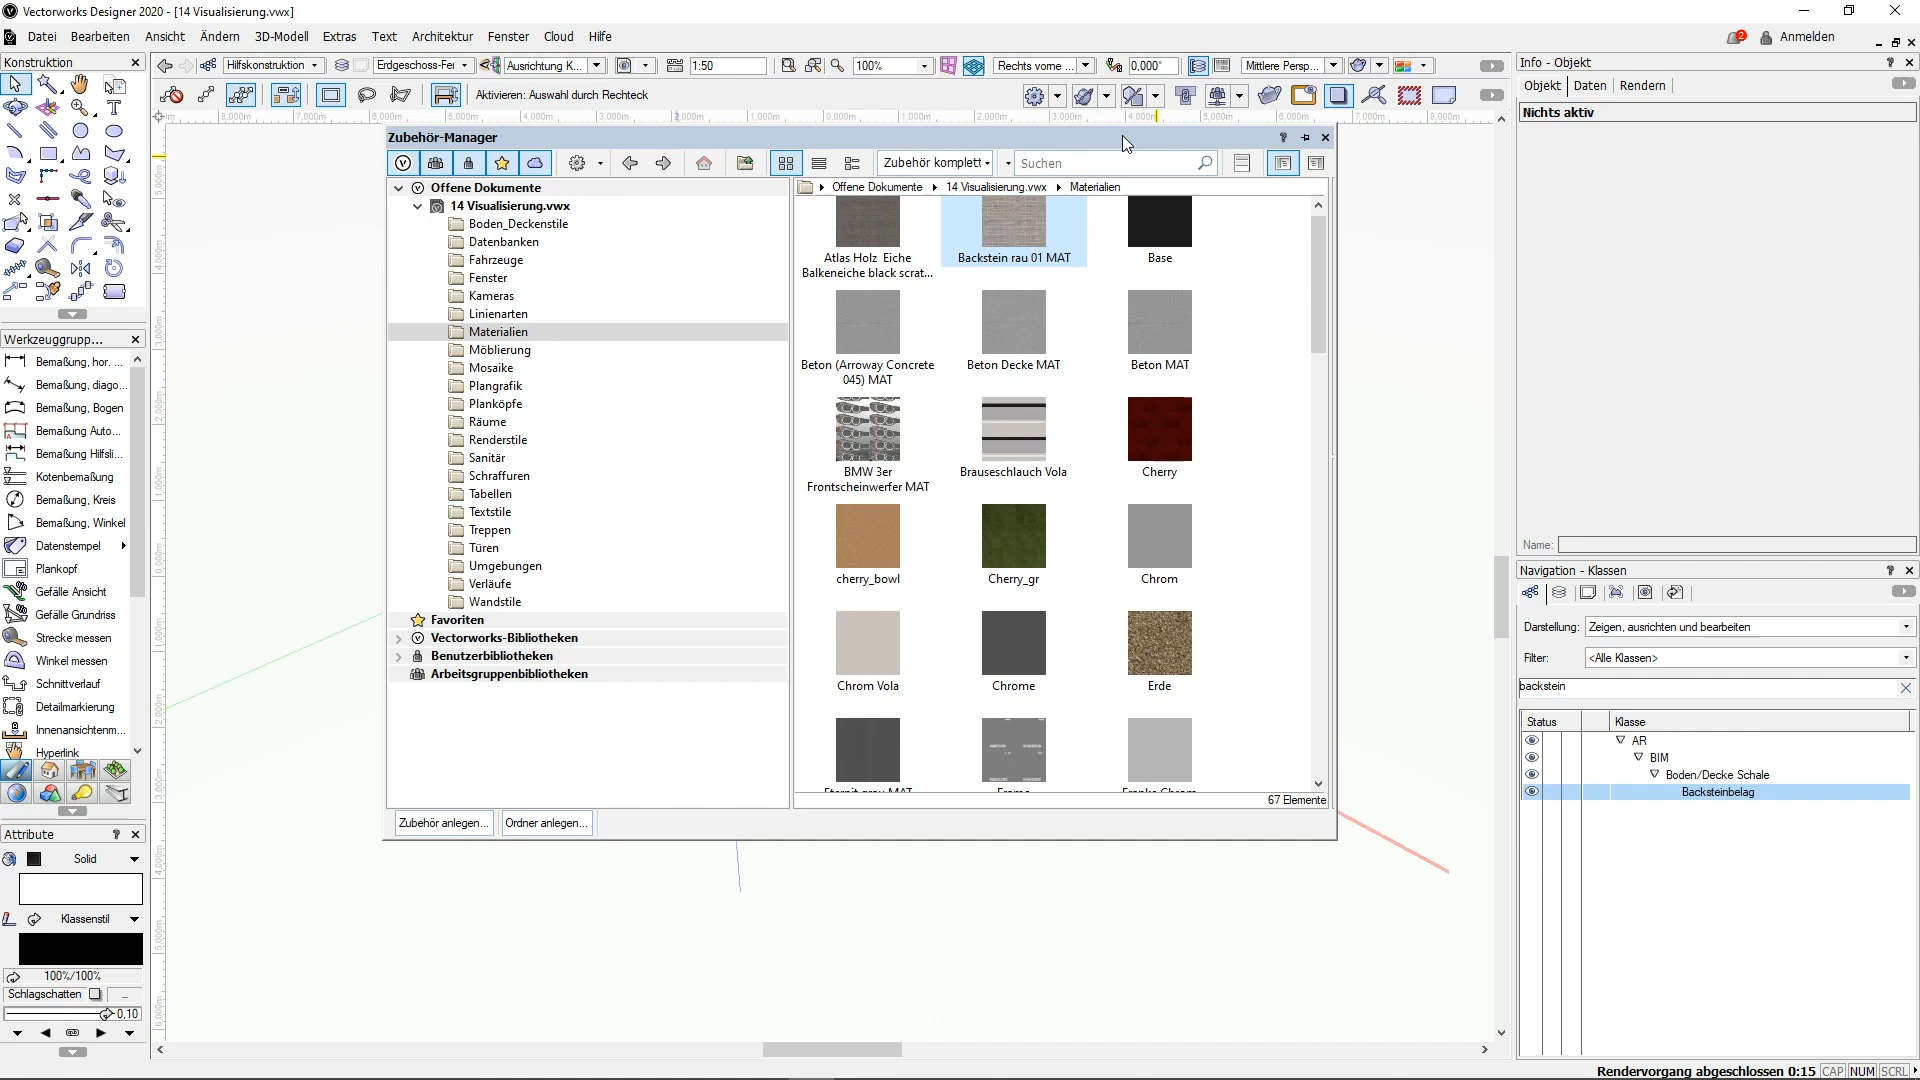 Vectorworks Designer 2020 - [14 Visualisierung.vwx]
Datei Bearbeiten Ansicht Ändern 3D-Modell Extras Text Architektur Fenster Cloud Hilfe
2 Anmelden
Konstruktion
Hilfskonstruktion Erdgeschoss-Fer Ausrichtung K... 1:50 100% Rechts vorne ... 0,000° Mittlere Persp...
Aktivieren: Auswahl durch Rechteck
Zubehör-Manager
Zubehör komplett Suchen
Offene Dokumente
14 Visualisierung.vwx
Boden_Deckenstile
Datenbanken
Fahrzeuge
Fenster
Kameras
Linienarten
Materialien
Möblierung
Mosaike
Plangrafik
Planköpfe
Räume
Renderstile
Sanitär
Schraffuren
Tabellen
Textstile
Treppen
Türen
Umgebungen
Verläufe
Wandstile
Favoriten
Vectorworks-Bibliotheken
Benutzerbibliotheken
Arbeitsgruppenbibliotheken
Zubehör anlegen... Ordner anlegen...
Offene Dokumente 14 Visualisierung.vwx Materialien
Atlas Holz Eiche
Balkeneiche black scrat...
Backstein rau 01 MAT
Base
Beton (Arroway Concrete
045) MAT
Beton Decke MAT
Beton MAT
BMW 3er
Frontscheinwerfer MAT
Brauseschlauch Vola
Cherry
cherry_bowl
Cherry_gr
Chrom
Chrom Vola
Chrome
Erde
67 Elemente
Werkzeuggrupp...
Bemaßung, hor. ...
Bemaßung, diago...
Bemaßung, Bogen
Bemaßung Auto...
Bemaßung Hilfsli...
Kotenbemaßung
Bemaßung, Kreis
Bemaßung, Winkel
Datenstempel
Plankopf
Gefälle Ansicht
Gefälle Grundriss
Strecke messen
Winkel messen
Schnittverlauf
Detailmarkierung
Innenansichtenm...
Hyperlink
Attribute
Solid
Klassenstil
100%/100%
Schlagschatten ...
0,10
Info - Objekt
Objekt Daten Rendern
Nichts aktiv
Name:
Navigation - Klassen
Darstellung: Zeigen, ausrichten und bearbeiten
Filter: <Alle Klassen>
backstein
Status Klasse
AR
BIM
Boden/Decke Schale
Backsteinbelag
Rendervorgang abgeschlossen 0:15 CAP NUM SCRL